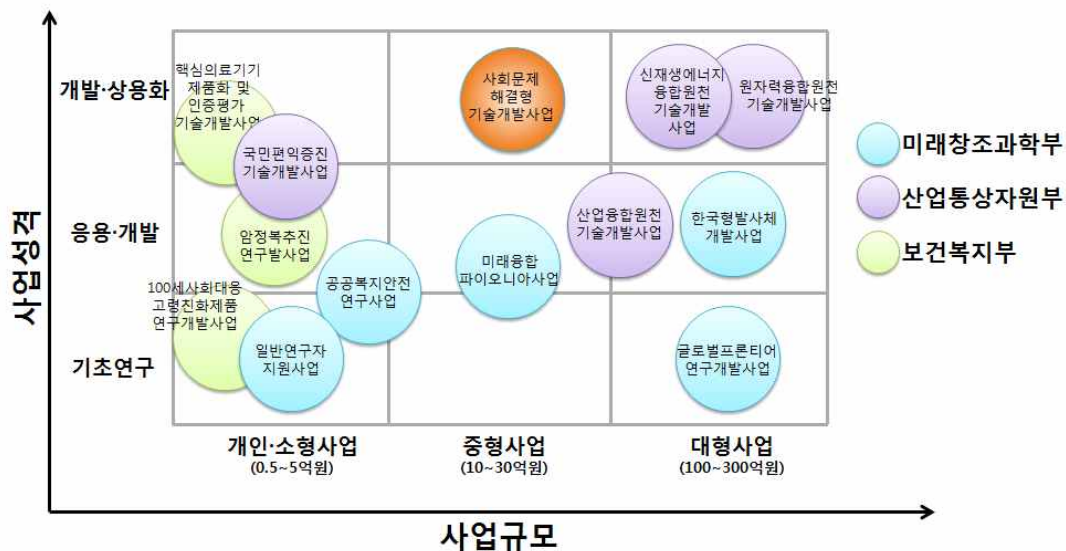 개발·상용화
핵심의료기기
제품화 및
인증평가
기술개발사업
국민편익증진
기술개발사업
사회문제
해결형
기술개발사업
신재생에너지
융합원천
기술개발
사업
원자력융합원천
기술개발사업
미래창조과학부
산업통상자원부
보건복지부
사업성격
응용·개발
암정복추진
연구개발사업
공공복지안전
연구사업
미래융합
파이오니아사업
산업융합원천
기술개발사업
한국형발사체
개발사업
기초연구
100세사화대응
고령진화제품
연구개발사업
일반연구자
지원사업
글로벌프론티어
연구개발사업
개인·소형사업
(0.5~5억원)
중형사업
(10~30억원)
대형사업
(100~300억원)
사업규모